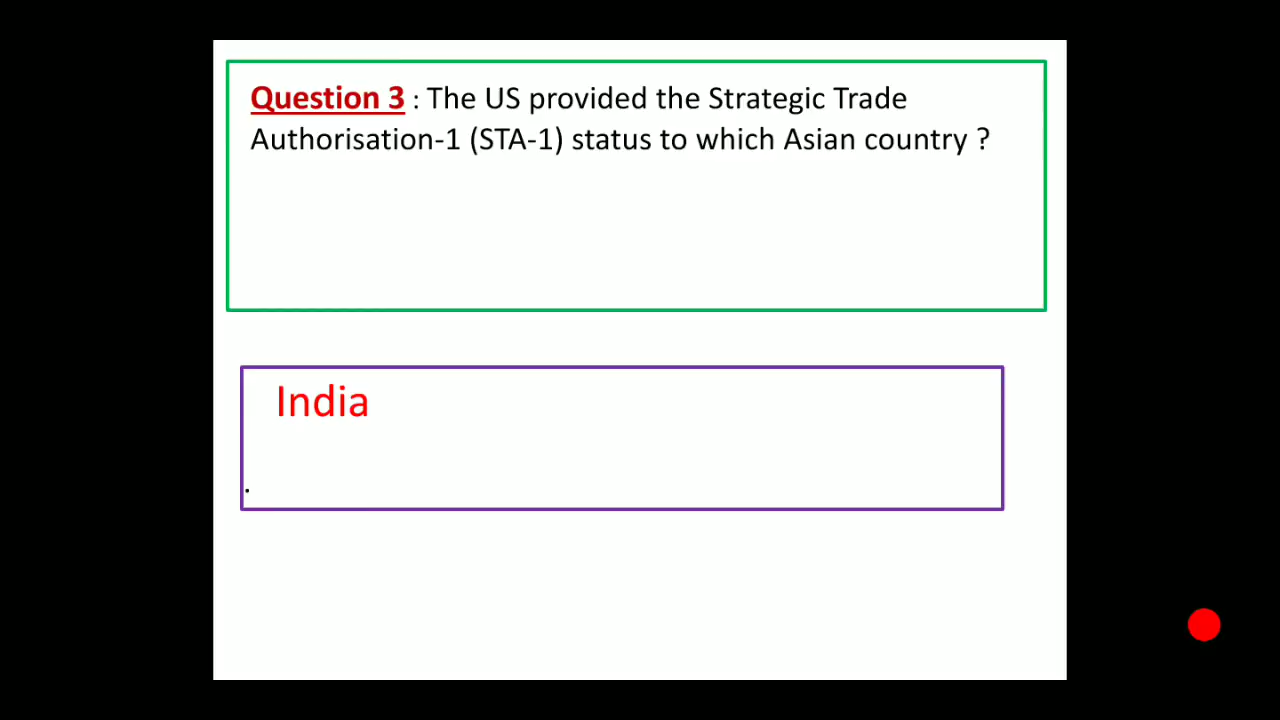 Question 3 : The US provided the Strategic Trade
Authorisation-1 (STA-1) status to which Asian country ?
India
.